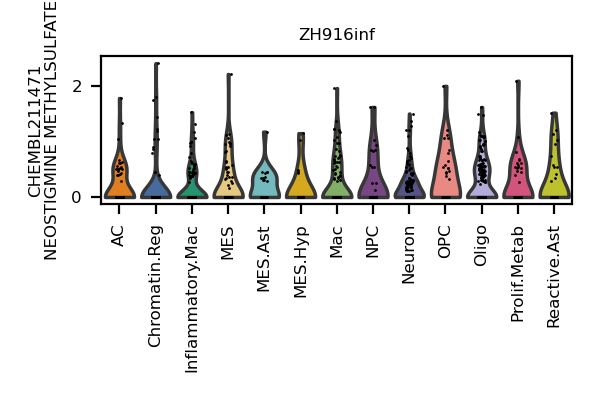 ZH916inf
CHEMBL211471
NEOSTIGMINE METHYLSULFATE
2
0
AC
Chromatin.Reg
Inflammatory.Mac
MES
MES.Ast
MES.Hyp
Mac
NPC
Neuron
OPC
Oligo
Prolif.Metab
Reactive.Ast